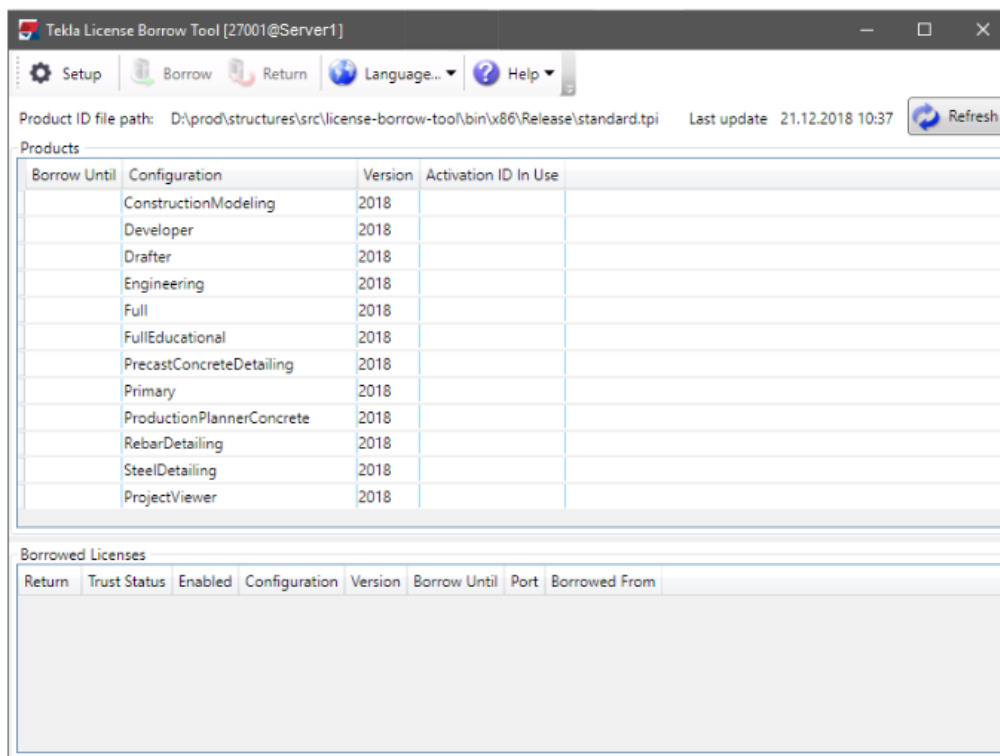 Tekla License Borrow Tool [27001@Server1]
Setup Borrow Return Language... Help
Product ID file path: D:\prod\structures\src\license-borrow-tool\bin\x86\Release\standard.tpi Last update 21.12.2018 10:37 Refresh
Products
Borrow Until Configuration Version Activation ID In Use
ConstructionModeling 2018
Developer 2018
Drafter 2018
Engineering 2018
Full 2018
FullEducational 2018
PrecastConcreteDetailing 2018
Primary 2018
ProductionPlannerConcrete 2018
RebarDetailing 2018
SteelDetailing 2018
ProjectViewer 2018
Borrowed Licenses
Return Trust Status Enabled Configuration Version Borrow Until Port Borrowed From